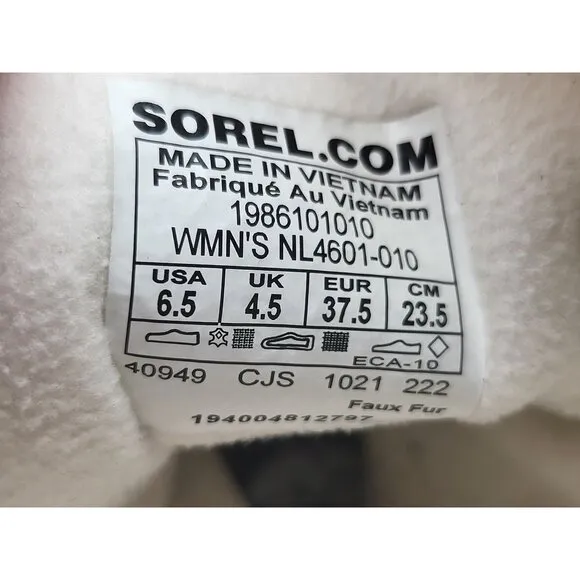 SOREL.COM
MADE IN VIETNAM
Fabriqué Au Vietnam
1986101010
WMN'S NL4601-010
USA UK EUR CM
6.5 4.5 37.5 23.5
ECA-10
40949 CJS 1021 222
Faux Fur
194004812797